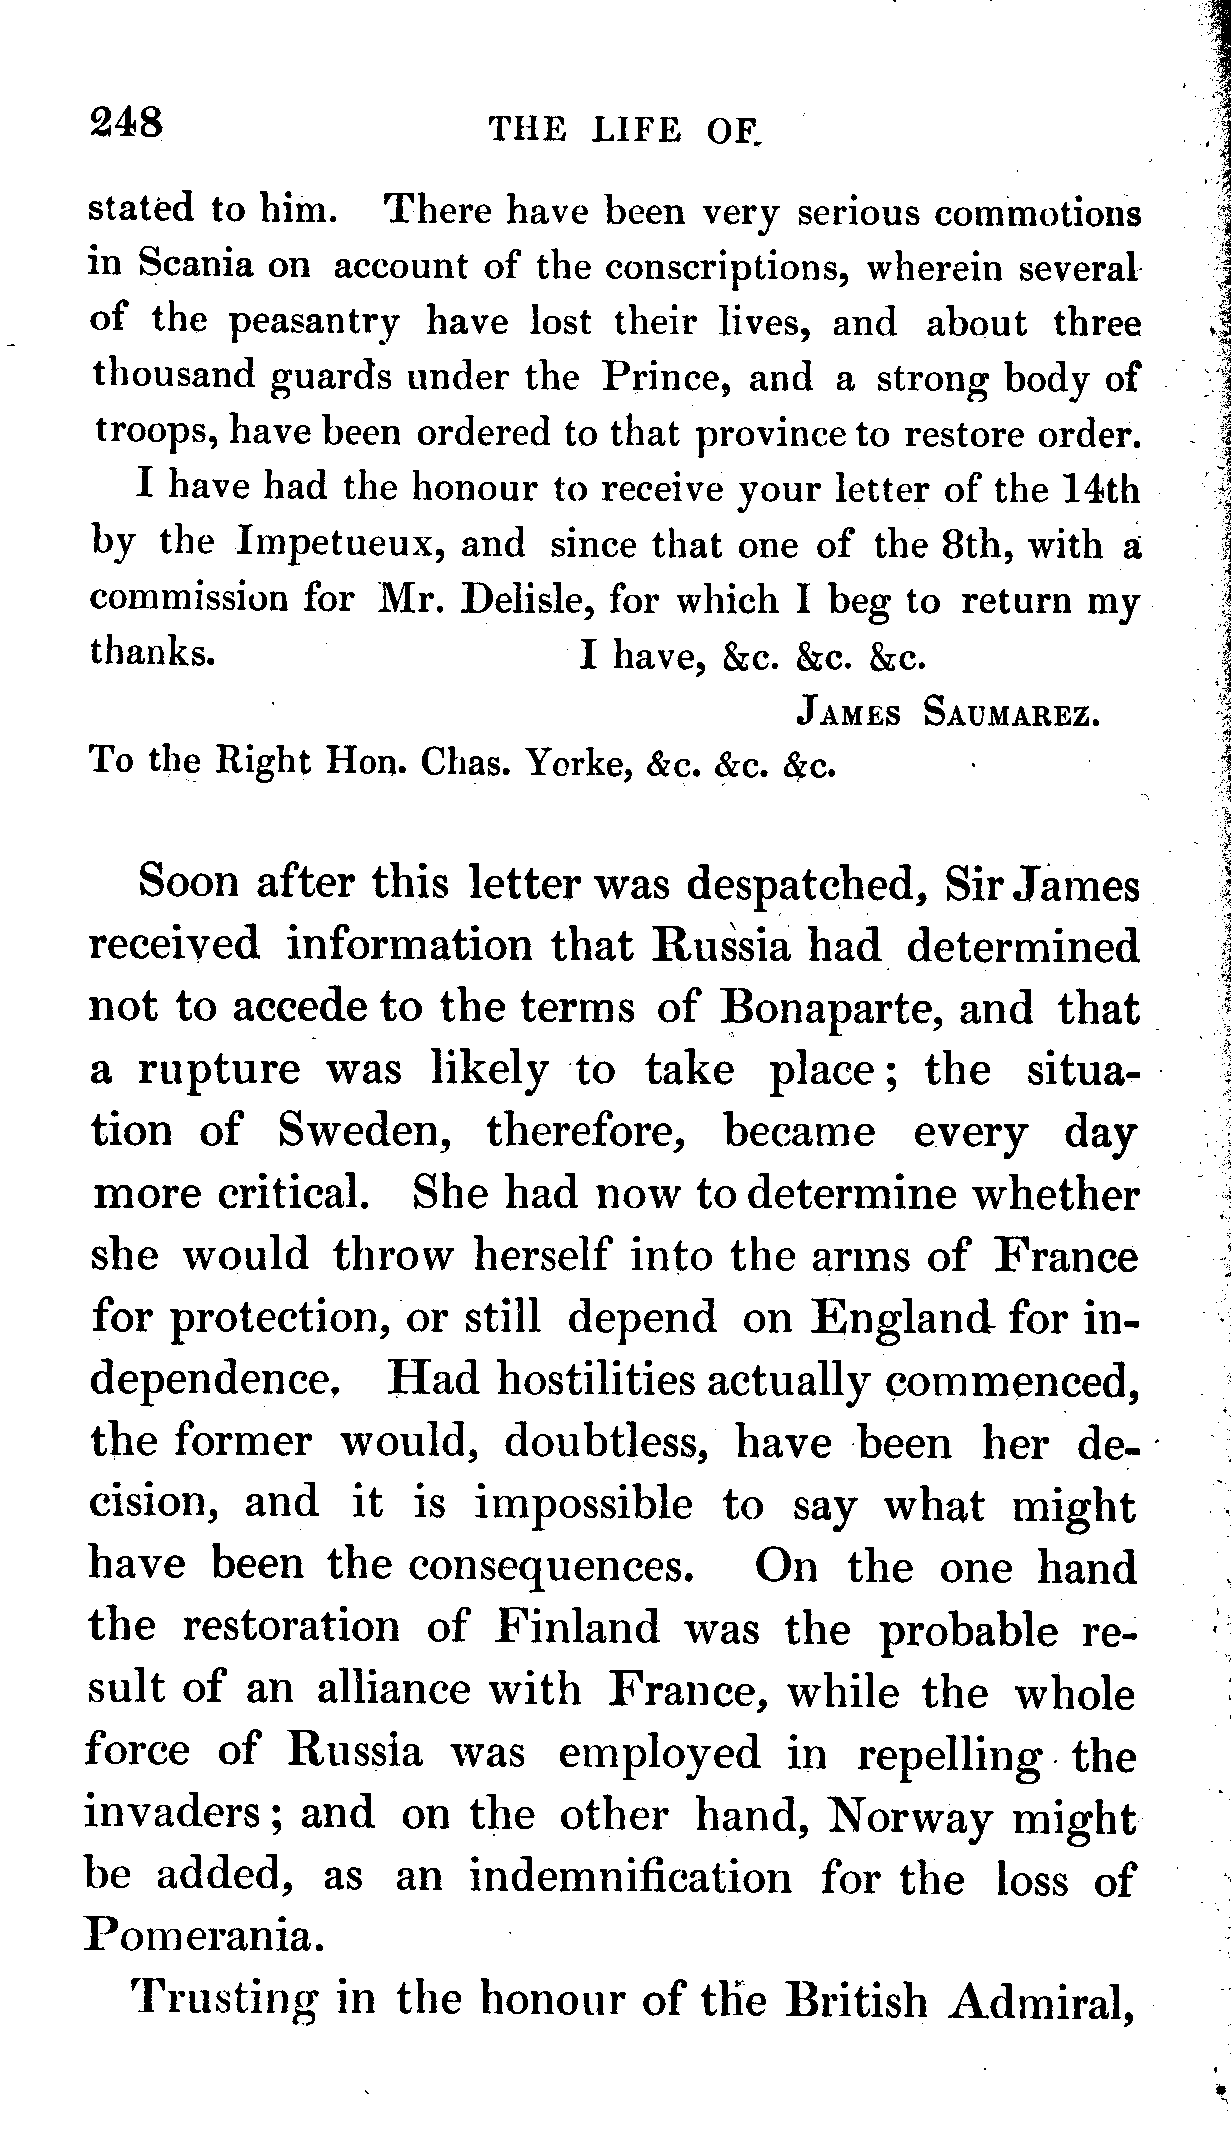 248 THE LIFE OF
stated to him. There have been very serious commotions
in Scania on account of the conscriptions, wherein several
of the peasantry have lost their lives, and about three
thousand guards under the Prince, and a strong body of
troops, have been ordered to that province to restore order.
I have had the honour to receive your letter of the 14th
by the Impetueux, and since that one of the 8th, with a
commission for Mr. Delisle, for which I beg to return my
thanks. I have, &c. &c. &c.
JAMES SAUMAREZ.
To the Right Hon. Chas. Yorke, &c. &c. &c.
Soon after this letter was despatched, Sir James
received information that Russia had determined
not to accede to the terms of Bonaparte, and that
a rupture was likely to take place; the situa-
tion of Sweden, therefore, became every day
more critical. She had now to determine whether
she would throw herself into the arms of France
for protection, or still depend on England for in-
dependence. Had hostilities actually commenced,
the former would, doubtless, have been her de-
cision, and it is impossible to say what might
have been the consequences. On the one hand
the restoration of Finland was the probable re-
sult of an alliance with France, while the whole
force of Russia was employed in repelling the
invaders; and on the other hand, Norway might
be added, as an indemnification for the loss of
Pomerania.
Trusting in the honour of the British Admiral,